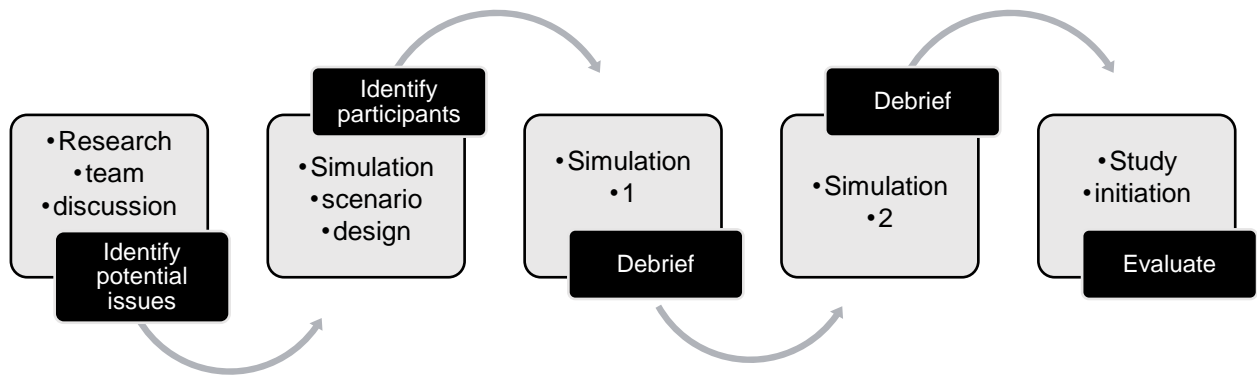 •Research
•team
•discussion
Identify
potential
issues
Identify
participants
•Simulation
•scenario
•design
•Simulation
•1
Debrief
Debrief
•Simulation
•2
•Study
•initiation
Evaluate